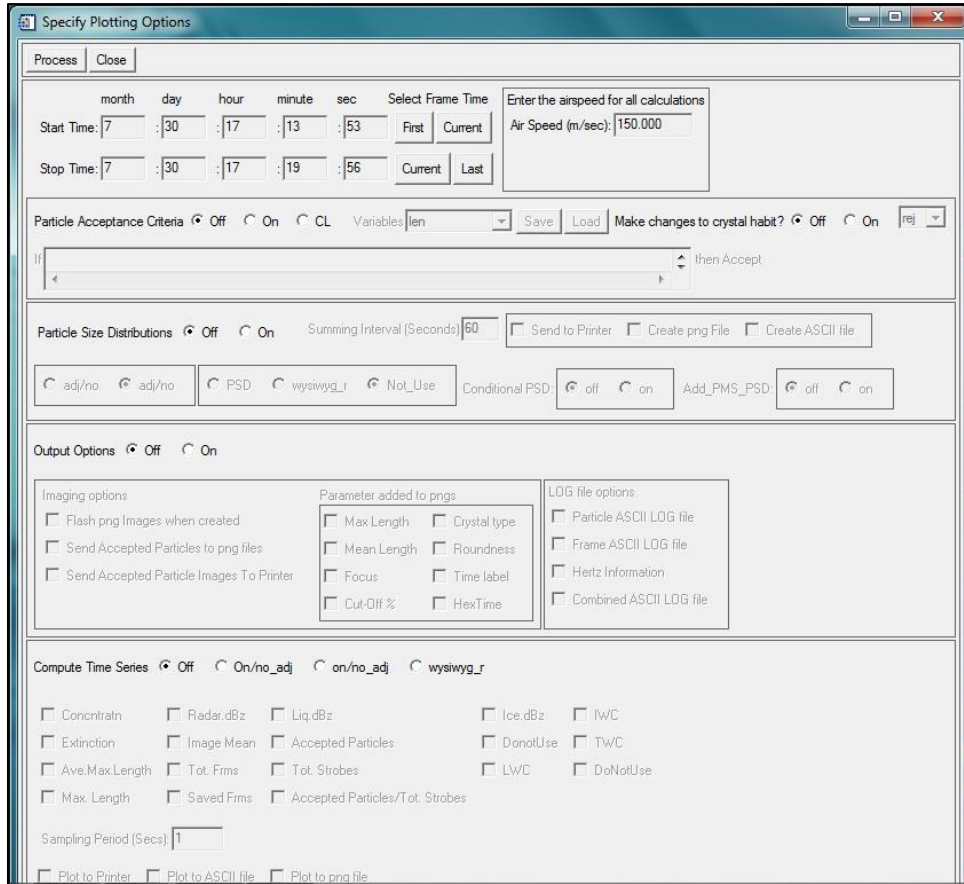 Specify Plotting Options
Process Close
month day hour minute sec Select Frame Time
Start Time: 7 : 30 : 17 : 13 : 53 First Current
Stop Time: 7 : 30 : 17 : 19 : 56 Current Last
Enter the airspeed for all calculations
Air Speed (m/sec): 150.000
Particle Acceptance Criteria Off On CL Variables len Save Load Make changes to crystal habit? Off On rej
If then Accept
Particle Size Distributions Off On Summing Interval (Seconds) 60 Send to Printer Create png File Create ASCII file
adj/no adj/no PSD wysiwyg_r Not_Use Conditional PSD: off on Add_PMS_PSD: off on
Output Options Off On
Imaging options
Flash png Images when created
Send Accepted Particles to png files
Send Accepted Particle Images To Printer
Parameter added to pngs
Max Length Crystal type
Mean Length Roundness
Focus Time label
Cut-Off % HexTime
LOG file options
Particle ASCII LOG file
Frame ASCII LOG file
Hertz Information
Combined ASCII LOG file
Compute Time Series Off On/no_adj on/no_adj wysiwyg_r
Concntratn Radar.dBz Liq.dBz Ice.dBz IWC
Extinction Image Mean Accepted Particles DonotUse TWC
Ave.Max.Length Tot. Frms Tot. Strobes LWC DoNotUse
Max. Length Saved Frms Accepted Particles/Tot. Strobes
Sampling Period (Secs): 1
Plot to Printer Plot to ASCII file Plot to png file